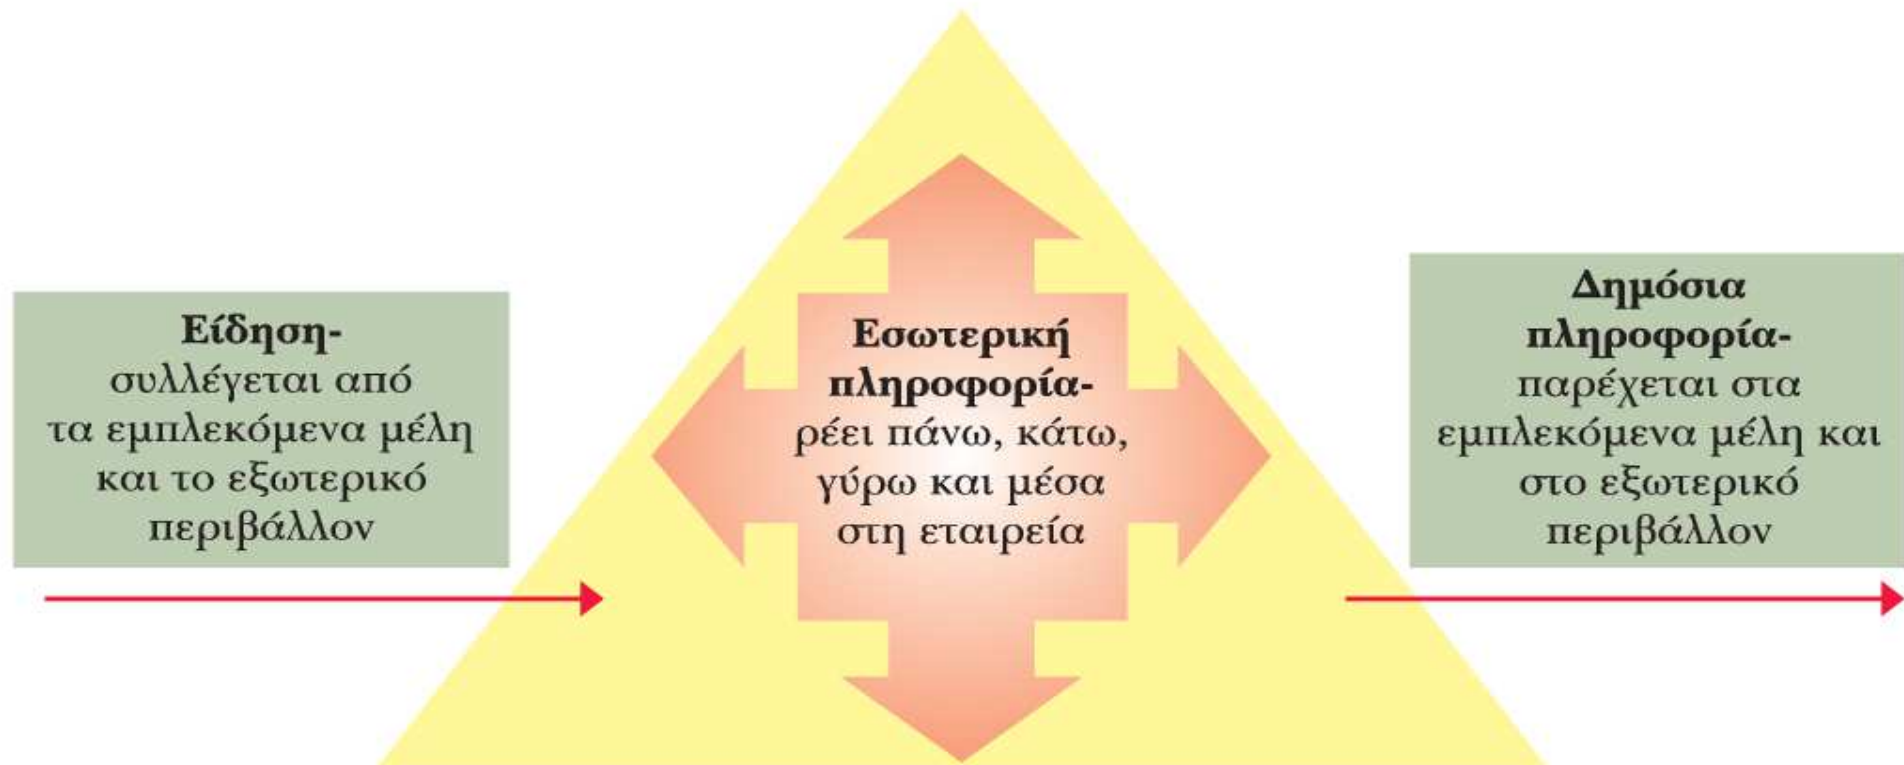 Είδηση-
συλλέγεται από
τα εμπλεκόμενα μέλη
και το εξωτερικό
περιβάλλον
Εσωτερική
πληροφορία-
ρέει πάνω, κάτω,
γύρω και μέσα
στη εταιρεία
Δημόσια
πληροφορία-
παρέχεται στα
εμπλεκόμενα μέλη και
στο εξωτερικό
περιβάλλον